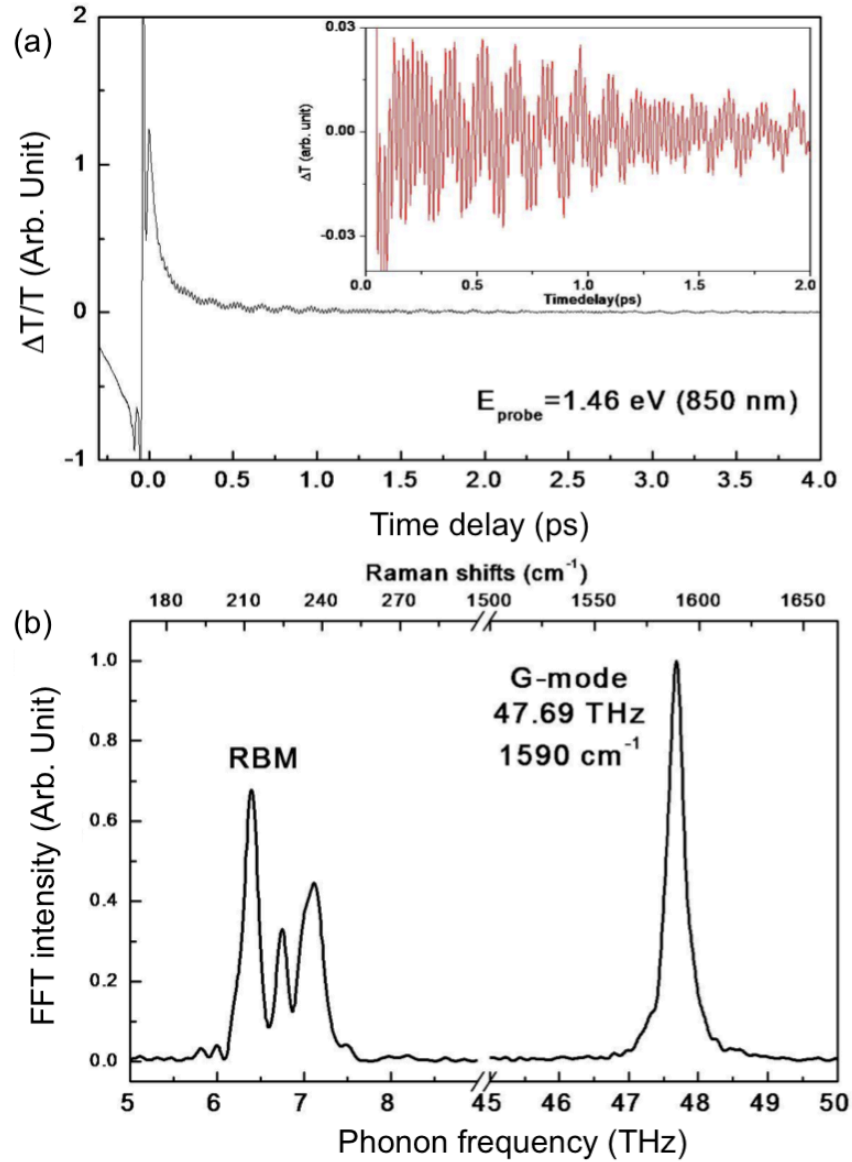 (a)
ΔT/T (Arb. Unit)
2
1
0
-1
0.0 0.5 1.0 1.5 2.0 2.5 3.0 3.5 4.0
Time delay (ps)
E_probe=1.46 eV (850 nm)
ΔT (arb. unit)
0.03
0.00
-0.03
0.0 0.5 1.0 1.5 2.0
Timedelay(ps)
(b)
Raman shifts (cm⁻¹)
180 210 240 270 1500 1550 1600 1650
FFT intensity (Arb. Unit)
1.0
0.8
0.6
0.4
0.2
0.0
RBM
G-mode
47.69 THz
1590 cm⁻¹
5 6 7 8 45 46 47 48 49 50
Phonon frequency (THz)